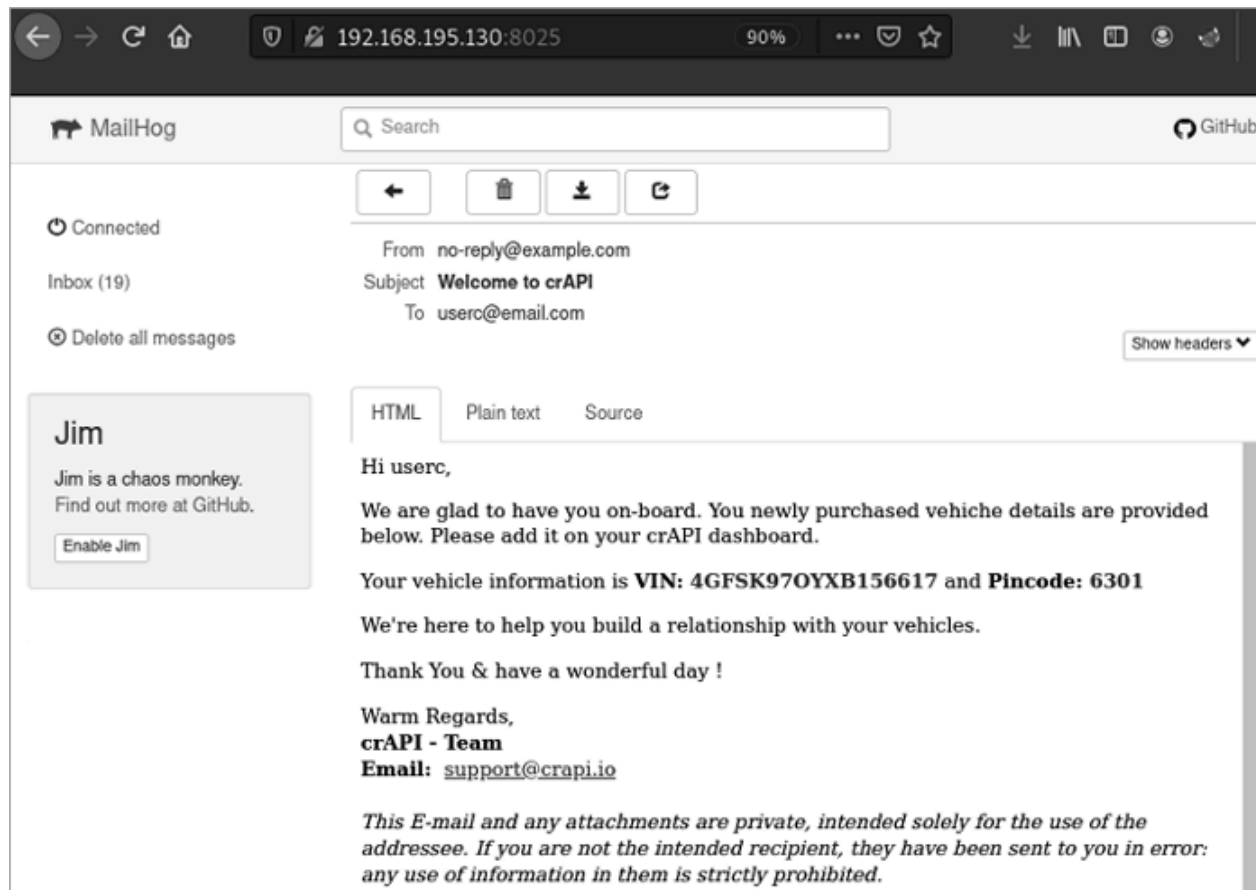 192.168.195.130:8025 90%
MailHog Search GitHub
Connected
Inbox (19)
Delete all messages
Jim
Jim is a chaos monkey.
Find out more at GitHub.
Enable Jim
From no-reply@example.com
Subject Welcome to crAPI
To userc@email.com
Show headers
HTML Plain text Source
Hi userc,
We are glad to have you on-board. You newly purchased vehiche details are provided
below. Please add it on your crAPI dashboard.
Your vehicle information is VIN: 4GFSK97OYXB156617 and Pincode: 6301
We're here to help you build a relationship with your vehicles.
Thank You & have a wonderful day !
Warm Regards,
crAPI - Team
Email: support@crapi.io
This E-mail and any attachments are private, intended solely for the use of the
addressee. If you are not the intended recipient, they have been sent to you in error:
any use of information in them is strictly prohibited.